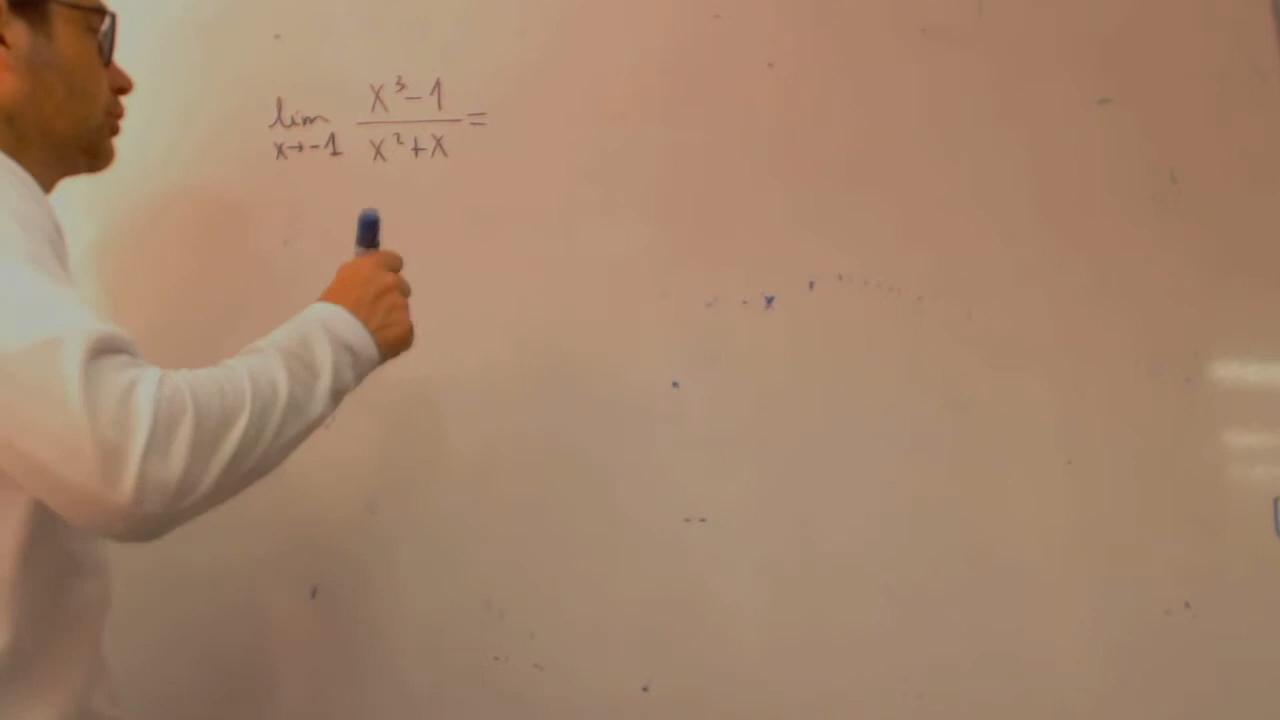 lim x→-1 (x³-1)/(x²+x) =